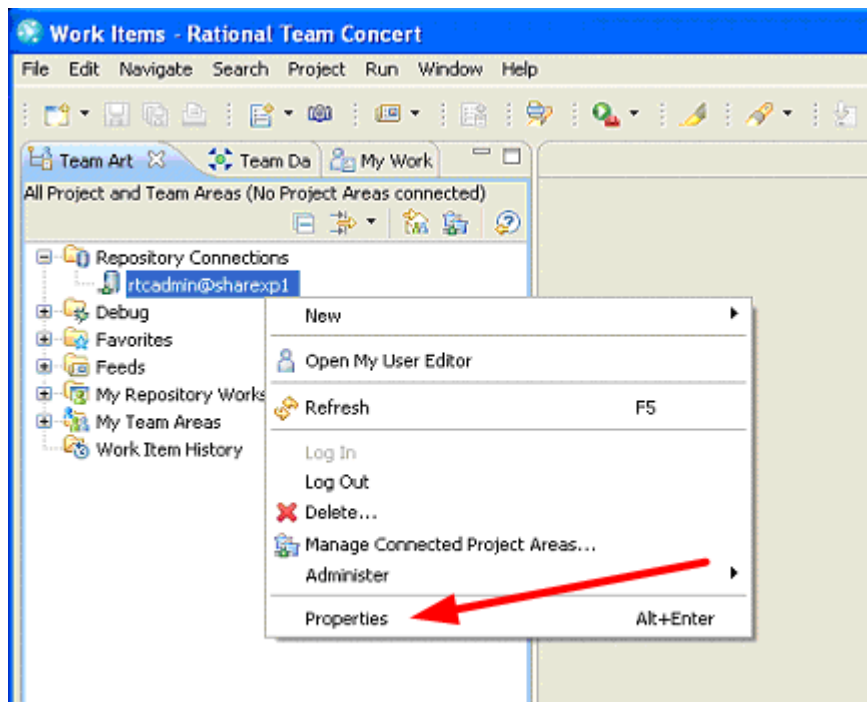 Work Items - Rational Team Concert
File Edit Navigate Search Project Run Window Help
Team Art Team Da My Work
All Project and Team Areas (No Project Areas connected)
Repository Connections
rtcadmin@sharexp1
Debug
Favorites
Feeds
My Repository Works
My Team Areas
Work Item History
New
Open My User Editor
Refresh F5
Log In
Log Out
Delete...
Manage Connected Project Areas...
Administer
Properties Alt+Enter